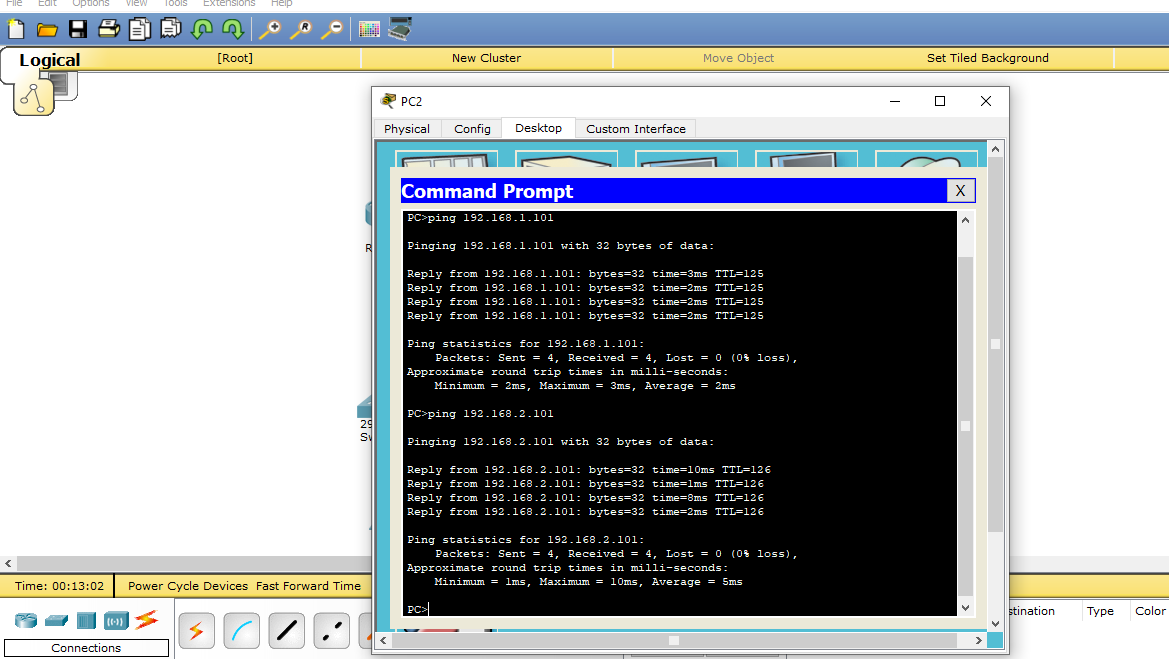 File Edit Options View Tools Extensions Help
Logical [Root] New Cluster Move Object Set Tiled Background
PC2
Physical Config Desktop Custom Interface
Command Prompt X
PC>ping 192.168.1.101
Pinging 192.168.1.101 with 32 bytes of data:
Reply from 192.168.1.101: bytes=32 time=3ms TTL=125
Reply from 192.168.1.101: bytes=32 time=2ms TTL=125
Reply from 192.168.1.101: bytes=32 time=2ms TTL=125
Reply from 192.168.1.101: bytes=32 time=2ms TTL=125
Ping statistics for 192.168.1.101:
Packets: Sent = 4, Received = 4, Lost = 0 (0% loss),
Approximate round trip times in milli-seconds:
Minimum = 2ms, Maximum = 3ms, Average = 2ms
PC>ping 192.168.2.101
Pinging 192.168.2.101 with 32 bytes of data:
Reply from 192.168.2.101: bytes=32 time=10ms TTL=126
Reply from 192.168.2.101: bytes=32 time=1ms TTL=126
Reply from 192.168.2.101: bytes=32 time=8ms TTL=126
Reply from 192.168.2.101: bytes=32 time=2ms TTL=126
Ping statistics for 192.168.2.101:
Packets: Sent = 4, Received = 4, Lost = 0 (0% loss),
Approximate round trip times in milli-seconds:
Minimum = 1ms, Maximum = 10ms, Average = 5ms
PC>
Time: 00:13:02 Power Cycle Devices Fast Forward Time
stination Type Color
Connections